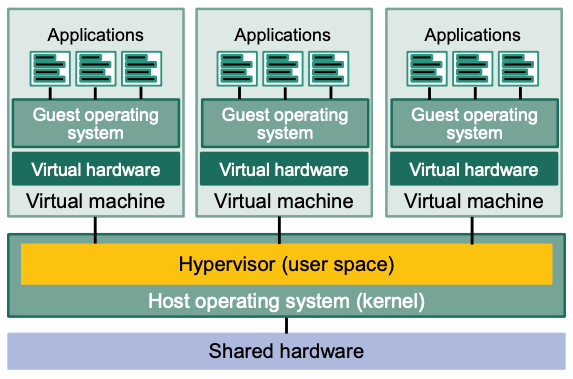 Applications
Applications
Applications
Guest operating
system
Guest operating
system
Guest operating
system
Virtual hardware
Virtual hardware
Virtual hardware
Virtual machine
Virtual machine
Virtual machine
Hypervisor (user space)
Host operating system (kernel)
Shared hardware